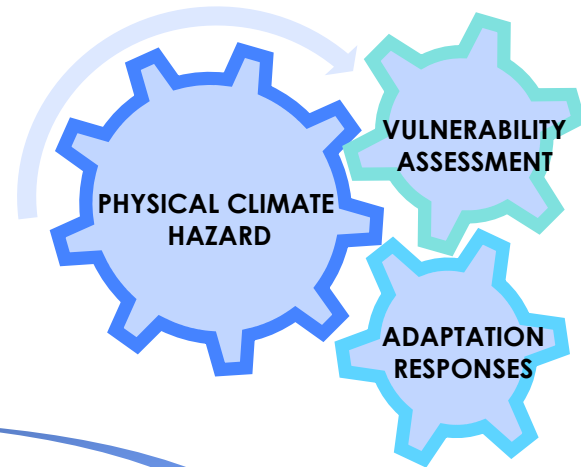 PHYSICAL CLIMATE
HAZARD
VULNERABILITY
ASSESSMENT
ADAPTATION
RESPONSES